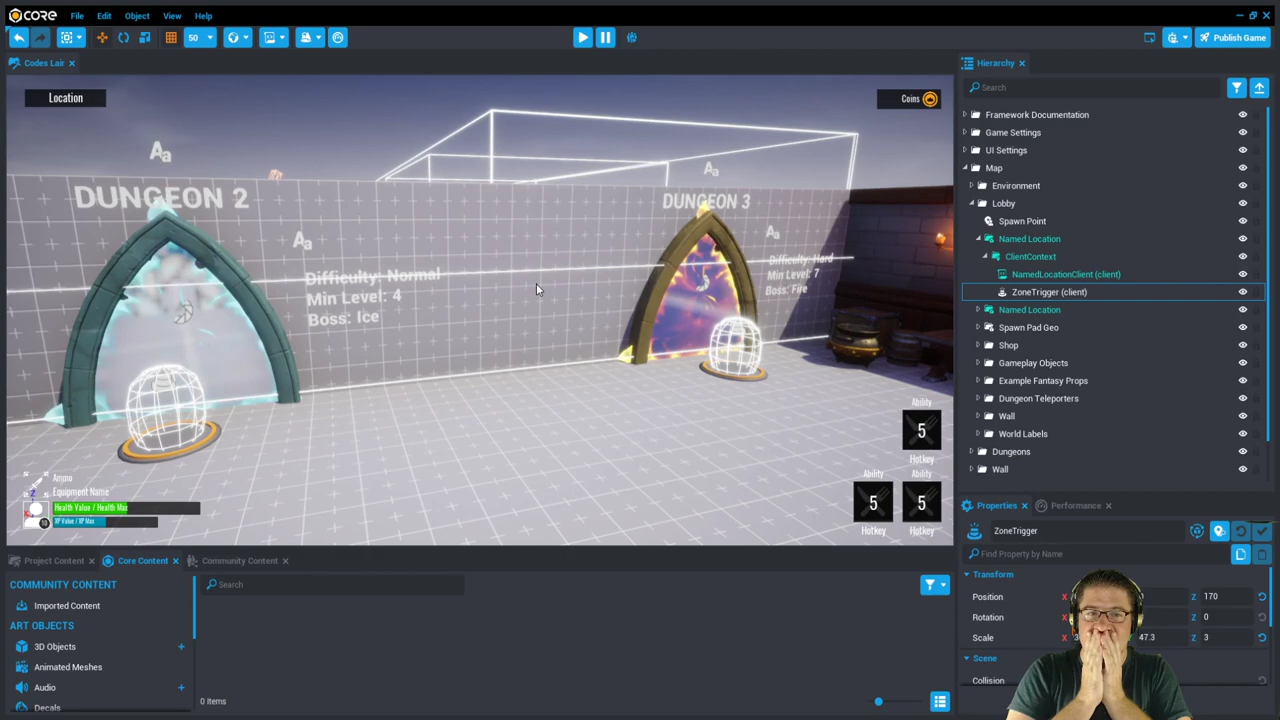 CORE
File Edit Object View Help
50
Publish Game
Codes Lair
Location
Coins
Aa
DUNGEON 2
Aa
Difficulty: Normal
Min Level: 4
Boss: Ice
Aa
DUNGEON 3
Aa
Difficulty: Hard
Min Level: 7
Boss: Fire
Ability
5
Hotkey
Ability
5
Hotkey
Ability
5
Hotkey
Ammo
Equipment Name
Health Value / Health Max
XP Value / XP Max
Hierarchy
Search
Framework Documentation
Game Settings
UI Settings
Map
Environment
Lobby
Spawn Point
Named Location
ClientContext
NamedLocationClient (client)
ZoneTrigger (client)
Named Location
Spawn Pad Geo
Shop
Gameplay Objects
Example Fantasy Props
Dungeon Teleporters
Wall
World Labels
Dungeons
Wall
Project Content
Core Content
Community Content
COMMUNITY CONTENT
Imported Content
ART OBJECTS
3D Objects
Animated Meshes
Audio
Decals
Search
0 Items
Properties
Performance
ZoneTrigger
Find Property by Name
Transform
Position X Z 170
Rotation X Z 0
Scale X 47.3 Z 3
Scene
Collision